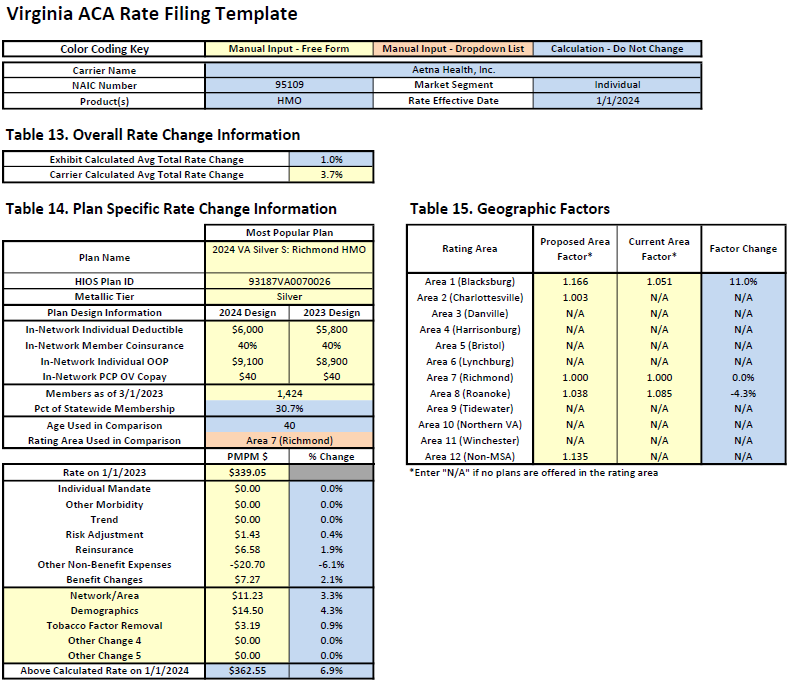 Virginia ACA Rate Filing Template
Color Coding Key Manual Input - Free Form Manual Input - Dropdown List Calculation - Do Not Change
Carrier Name Aetna Health, Inc.
NAIC Number 95109 Market Segment Individual
Product(s) HMO Rate Effective Date 1/1/2024
Table 13. Overall Rate Change Information
Exhibit Calculated Avg Total Rate Change 1.0%
Carrier Calculated Avg Total Rate Change 3.7%
Table 14. Plan Specific Rate Change Information
Most Popular Plan
Plan Name 2024 VA Silver S: Richmond HMO
HIOS Plan ID 93187VA0070026
Metallic Tier Silver
Plan Design Information 2024 Design 2023 Design
In-Network Individual Deductible $6,000 $5,800
In-Network Member Coinsurance 40% 40%
In-Network Individual OOP $9,100 $8,900
In-Network PCP OV Copay $40 $40
Members as of 3/1/2023 1,424
Pct of Statewide Membership 30.7%
Age Used in Comparison 40
Rating Area Used in Comparison Area 7 (Richmond)
PMPM $ % Change
Rate on 1/1/2023 $339.05
Individual Mandate $0.00 0.0%
Other Morbidity $0.00 0.0%
Trend $0.00 0.0%
Risk Adjustment $1.43 0.4%
Reinsurance $6.58 1.9%
Other Non-Benefit Expenses -$20.70 -6.1%
Benefit Changes $7.27 2.1%
Network/Area $11.23 3.3%
Demographics $14.50 4.3%
Tobacco Factor Removal $3.19 0.9%
Other Change 4 $0.00 0.0%
Other Change 5 $0.00 0.0%
Above Calculated Rate on 1/1/2024 $362.55 6.9%
Table 15. Geographic Factors
Rating Area Proposed Area Factor* Current Area Factor* Factor Change
Area 1 (Blacksburg) 1.166 1.051 11.0%
Area 2 (Charlottesville) 1.003 N/A N/A
Area 3 (Danville) N/A N/A N/A
Area 4 (Harrisonburg) N/A N/A N/A
Area 5 (Bristol) N/A N/A N/A
Area 6 (Lynchburg) N/A N/A N/A
Area 7 (Richmond) 1.000 1.000 0.0%
Area 8 (Roanoke) 1.038 1.085 -4.3%
Area 9 (Tidewater) N/A N/A N/A
Area 10 (Northern VA) N/A N/A N/A
Area 11 (Winchester) N/A N/A N/A
Area 12 (Non-MSA) 1.135 N/A N/A
*Enter "N/A" if no plans are offered in the rating area